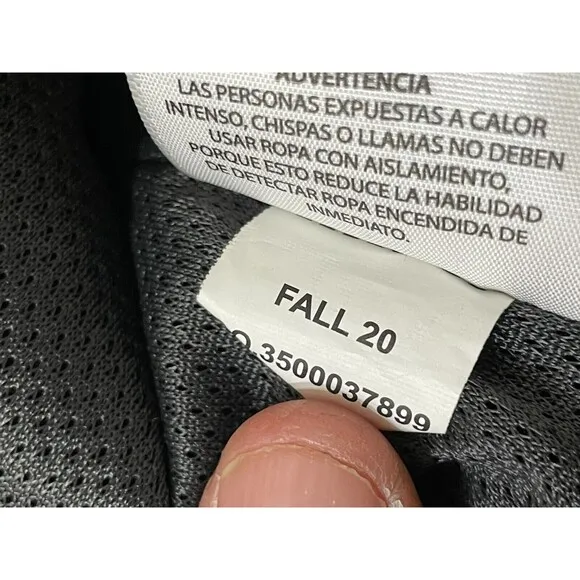 ADVERTENCIA
LAS PERSONAS EXPUESTAS A CALOR
INTENSO, CHISPAS O LLAMAS NO DEBEN
USAR ROPA CON AISLAMIENTO,
PORQUE ESTO REDUCE LA HABILIDAD
DE DETECTAR ROPA ENCENDIDA DE
INMEDIATO.
FALL 20
3500037899